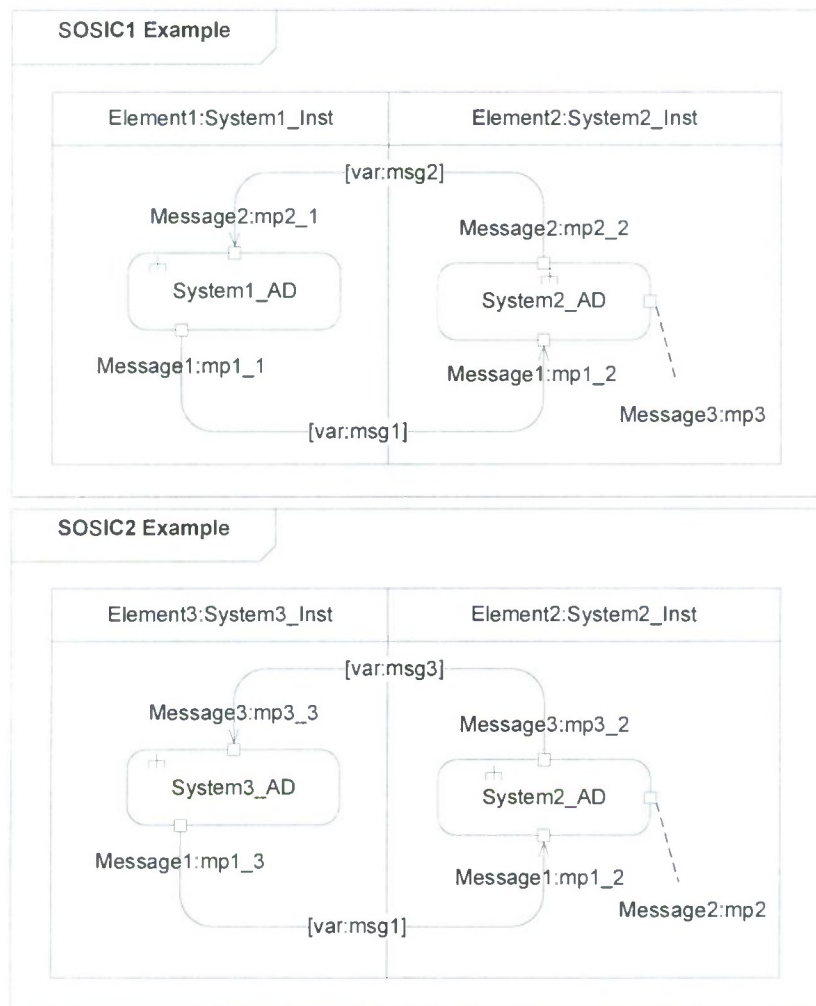 SOSIC1 Example
Element1:System1_Inst
Element2:System2_Inst
[var:msg2]
Message2:mp2_1
Message2:mp2_2
System1_AD
System2_AD
Message1:mp1_1
Message1:mp1_2
Message3:mp3
[var:msg1]
SOSIC2 Example
Element3:System3_Inst
Element2:System2_Inst
[var:msg3]
Message3:mp3_3
Message3:mp3_2
System3_AD
System2_AD
Message1:mp1_3
Message1:mp1_2
Message2:mp2
[var:msg1]